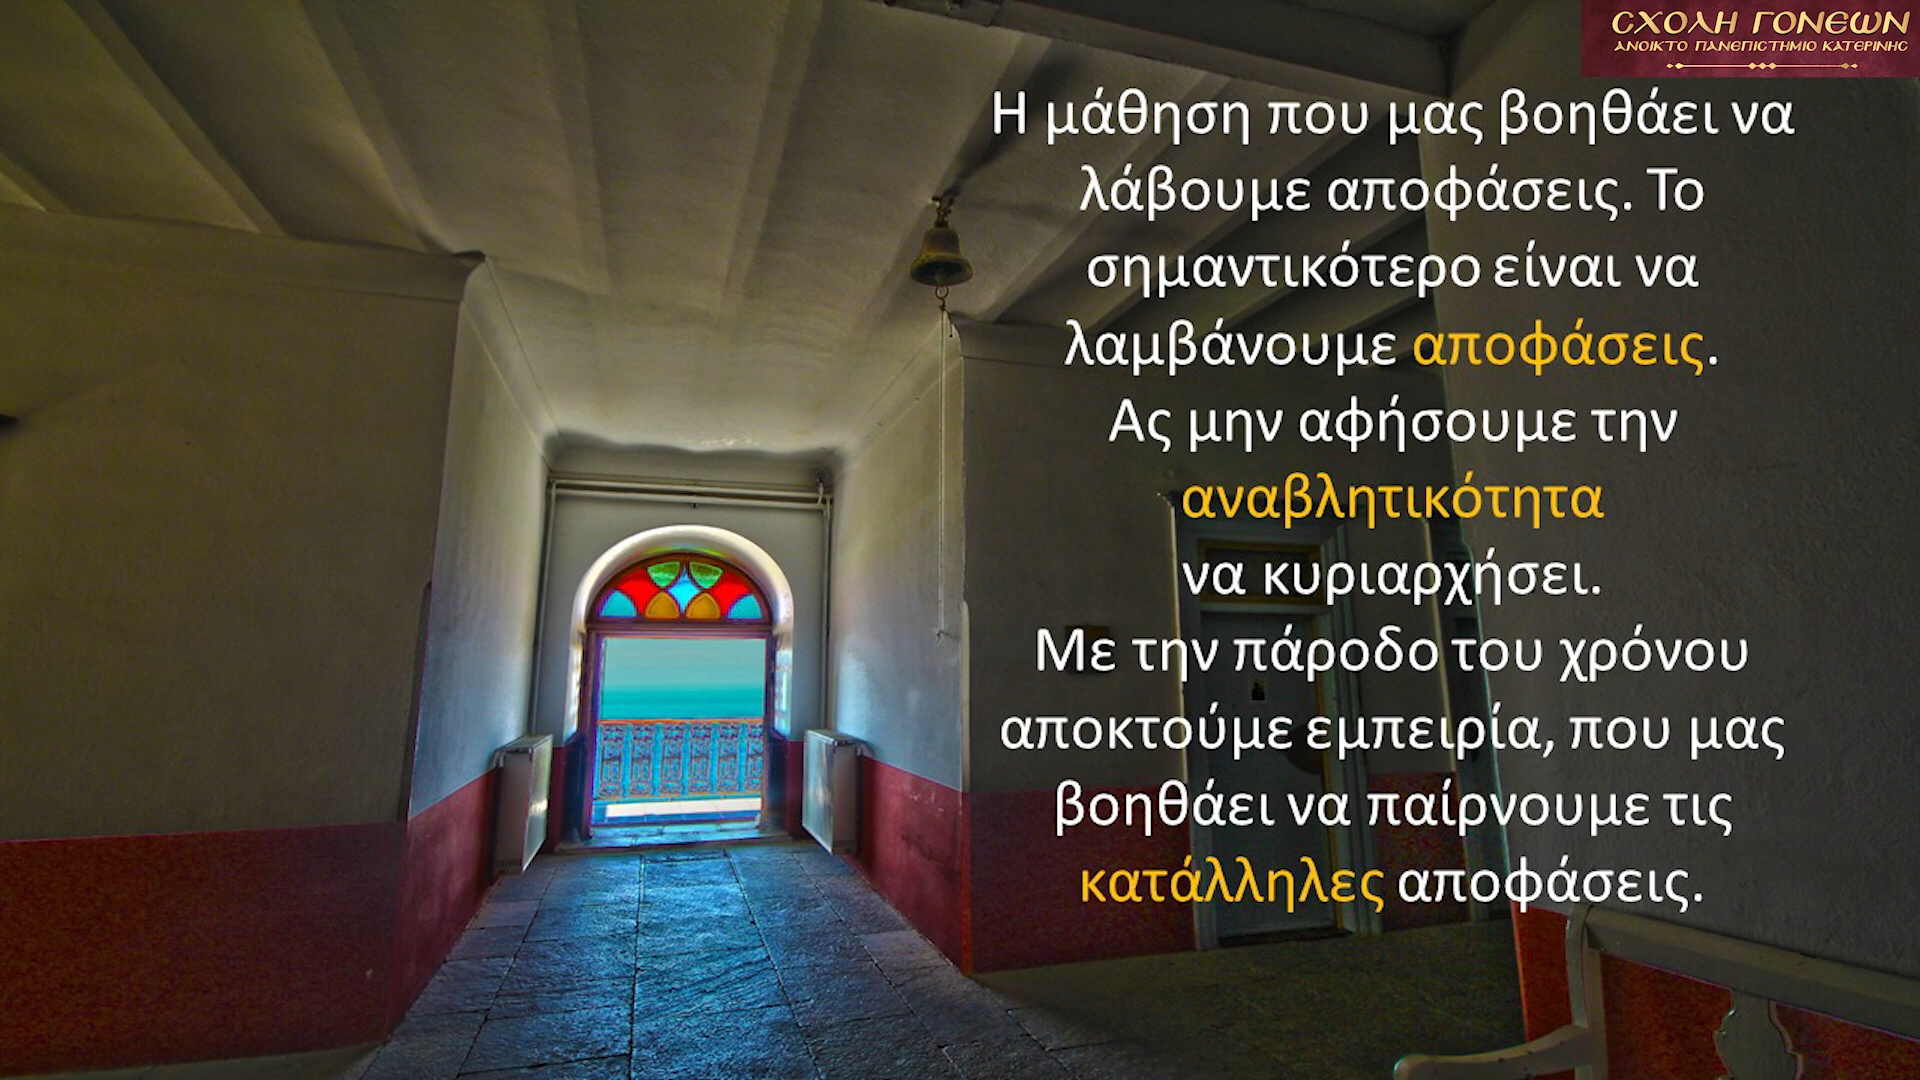 ΣΧΟΛΗ ΓΟΝΕΩΝ
ΑΝΟΙΚΤΟ ΠΑΝΕΠΙΣΤΗΜΙΟ ΚΑΤΕΡΙΝΗΣ
Η μάθηση που μας βοηθάει να
λάβουμε αποφάσεις. Το
σημαντικότερο είναι να
λαμβάνουμε αποφάσεις.
Ας μην αφήσουμε την
αναβλητικότητα
να κυριαρχήσει.
Με την πάροδο του χρόνου
αποκτούμε εμπειρία, που μας
βοηθάει να παίρνουμε τις
κατάλληλες αποφάσεις.